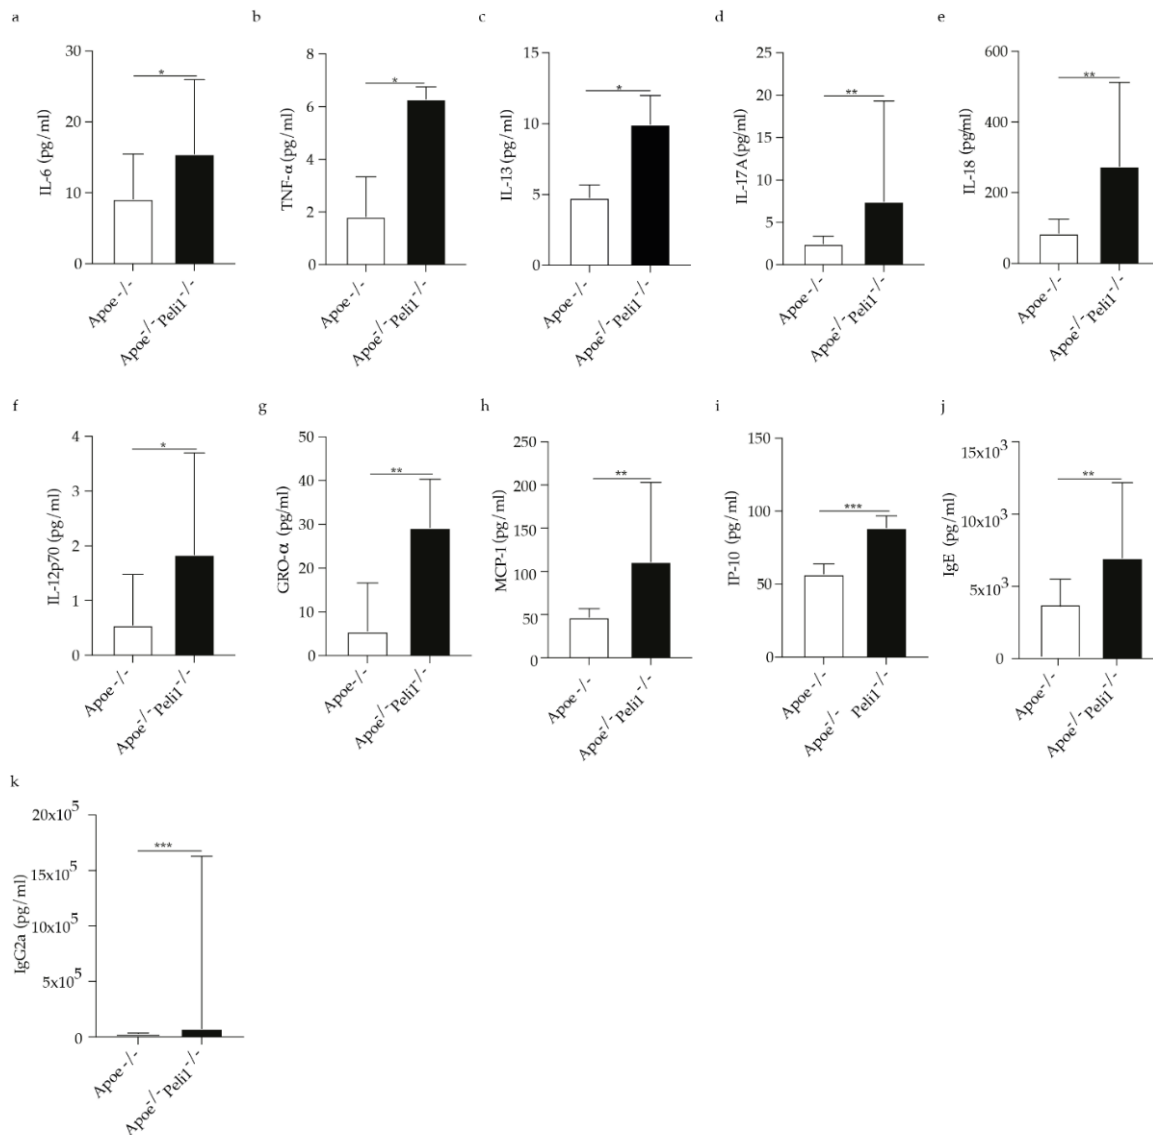 a
IL-6 (pg/ml)
30
20
10
0
*
Apoe -/-
Apoe-/-Peli1-/-
b
TNF-α (pg/ml)
8
6
4
2
0
*
Apoe -/-
Apoe-/-Peli1-/-
c
IL-13 (pg/ml)
15
10
5
0
*
Apoe -/-
Apoe-/-Peli1-/-
d
IL-17A (pg/ml)
25
20
15
10
5
0
**
Apoe -/-
Apoe-/-Peli1-/-
e
IL-18 (pg/ml)
600
400
200
0
**
Apoe -/-
Apoe-/-Peli1-/-
f
IL-12p70 (pg/ml)
4
3
2
1
0
*
Apoe -/-
Apoe-/-Peli1-/-
g
GRO-α (pg/ml)
50
40
30
20
10
0
**
Apoe-/-
Apoe-/-Peli1-/-
h
MCP-1 (pg/ml)
250
200
150
100
50
0
**
Apoe -/-
Apoe-/-Peli1-/-
i
IP-10 (pg/ml)
150
100
50
0
***
Apoe -/-
Apoe-/- Peli1-/-
j
IgE (pg/ml)
15x10³
10x10³
5x10³
0
**
Apoe -/-
Apoe-/-Peli1-/-
k
IgG2a (pg/ml)
20x10⁵
15x10⁵
10x10⁵
5x10⁵
0
***
Apoe -/-
Apoe-/-Peli1-/-